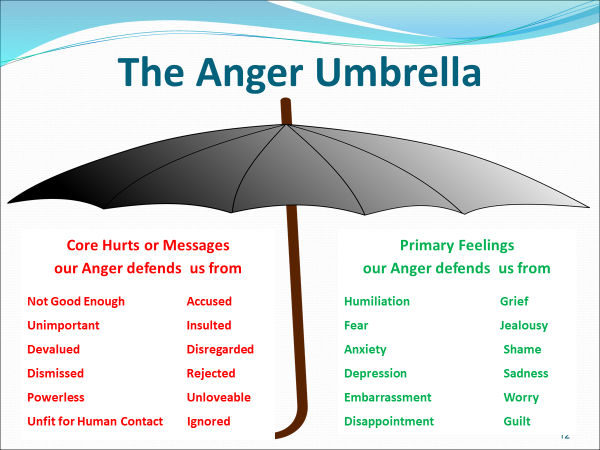 The Anger Umbrella
Core Hurts or Messages
our Anger defends us from
Not Good Enough Accused
Unimportant Insulted
Devalued Disregarded
Dismissed Rejected
Powerless Unloveable
Unfit for Human Contact Ignored
Primary Feelings
our Anger defends us from
Humiliation Grief
Fear Jealousy
Anxiety Shame
Depression Sadness
Embarrassment Worry
Disappointment Guilt